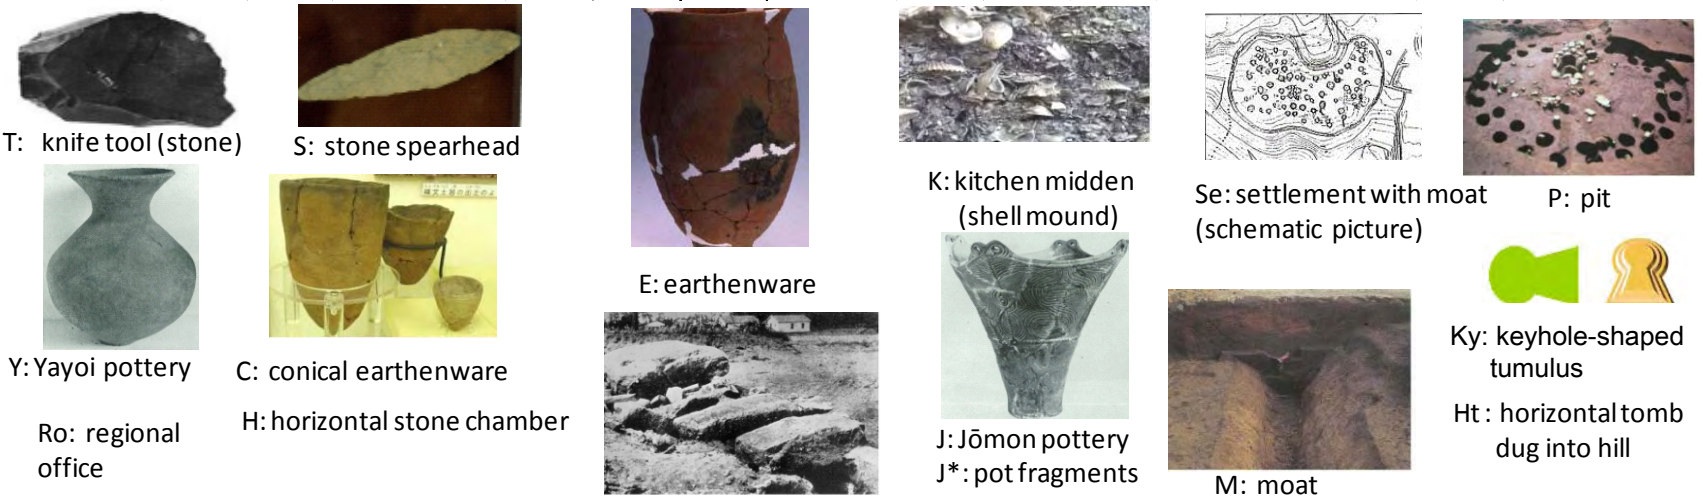 T: knife tool (stone)
S: stone spearhead
E: earthenware
K: kitchen midden
(shell mound)
Se: settlement with moat
(schematic picture)
P: pit
Y: Yayoi pottery
C: conical earthenware
H: horizontal stone chamber
Ro: regional
office
J: Jōmon pottery
J*: pot fragments
M: moat
Ky: keyhole-shaped
tumulus
Ht : horizontal tomb
dug into hill